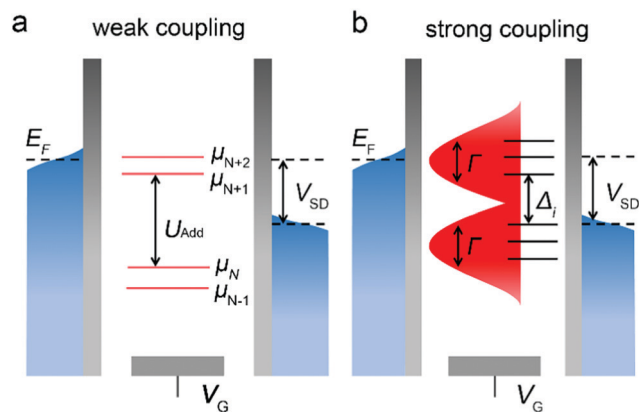 a weak coupling
E_F
μ_N+2
μ_N+1
U_Add
μ_N
μ_N-1
V_SD
V_G
b strong coupling
E_F
Γ
Γ
Δ_i
V_SD
V_G